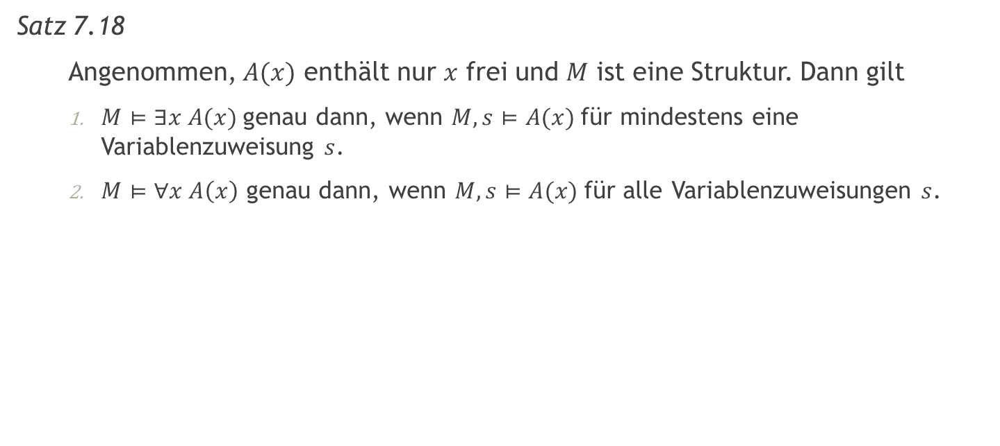 Satz 7.18
Angenommen, A(x) enthält nur x frei und M ist eine Struktur. Dann gilt
1. M ⊨ ∃x A(x) genau dann, wenn M, s ⊨ A(x) für mindestens eine
Variablenzuweisung s.
2. M ⊨ ∀x A(x) genau dann, wenn M, s ⊨ A(x) für alle Variablenzuweisungen s.